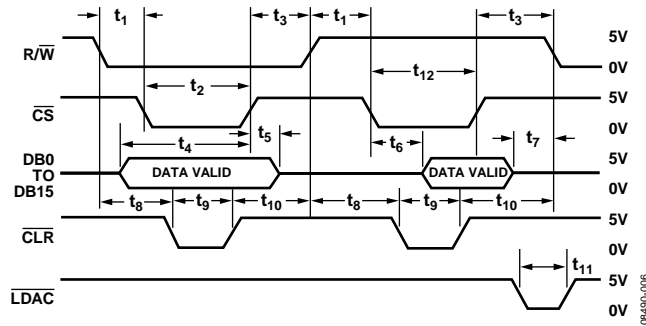 t1 t3 t1 t3
R/W 5V
0V
t2 t12
CS 5V
0V
t4 t5 t6 t7
DB0
TO
DB15
DATA VALID DATA VALID 5V
0V
t8 t9 t10 t8 t9 t10
CLR 5V
0V
t11
LDAC 5V
0V
08490-006